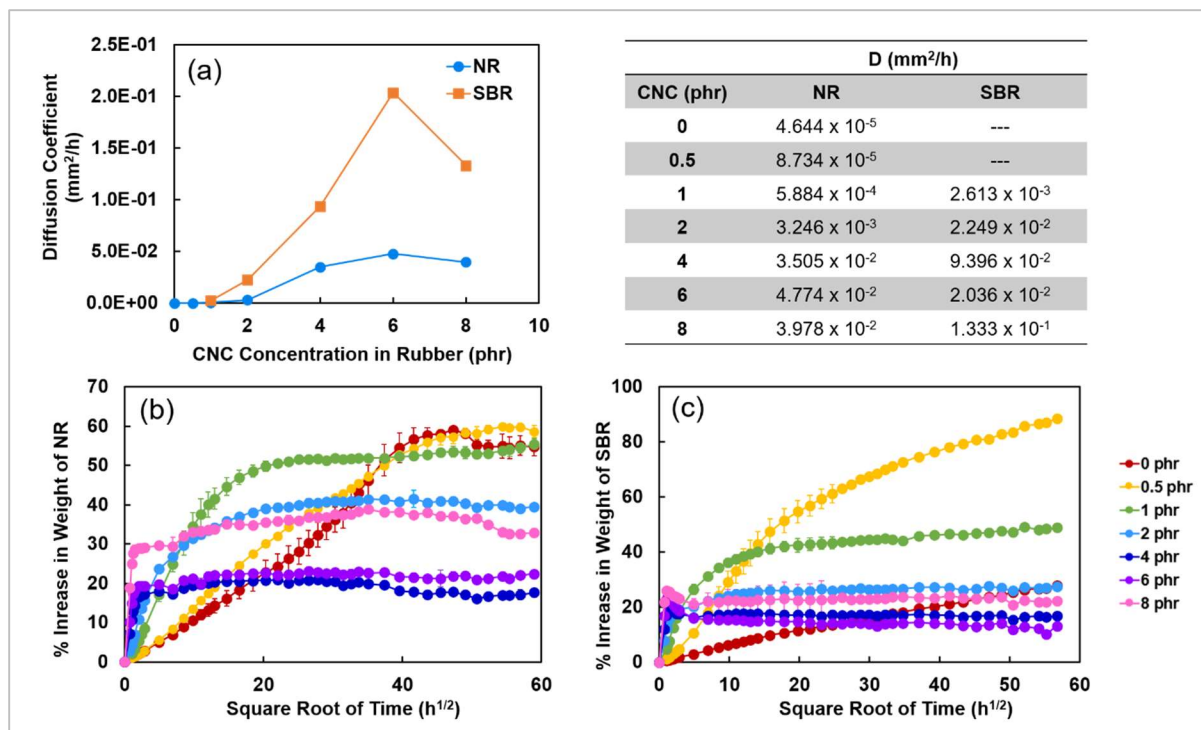 (a)
NR
SBR
2.5E-01
2.0E-01
1.5E-01
1.0E-01
5.0E-02
0.0E+00
Diffusion Coefficient
(mm²/h)
0 2 4 6 8 10
CNC Concentration in Rubber (phr)
D (mm²/h)
CNC (phr) NR SBR
0 4.644 x 10⁻⁵ ---
0.5 8.734 x 10⁻⁵ ---
1 5.884 x 10⁻⁴ 2.613 x 10⁻³
2 3.246 x 10⁻³ 2.249 x 10⁻²
4 3.505 x 10⁻² 9.396 x 10⁻²
6 4.774 x 10⁻² 2.036 x 10⁻²
8 3.978 x 10⁻² 1.333 x 10⁻¹
(b)
70
60
50
40
30
20
10
0
% Inrease in Weight of NR
0 20 40 60
Square Root of Time (h¹ᐟ²)
(c)
100
80
60
40
20
0
% Inrease in Weight of SBR
0 10 20 30 40 50 60
Square Root of Time (h¹ᐟ²)
0 phr
0.5 phr
1 phr
2 phr
4 phr
6 phr
8 phr